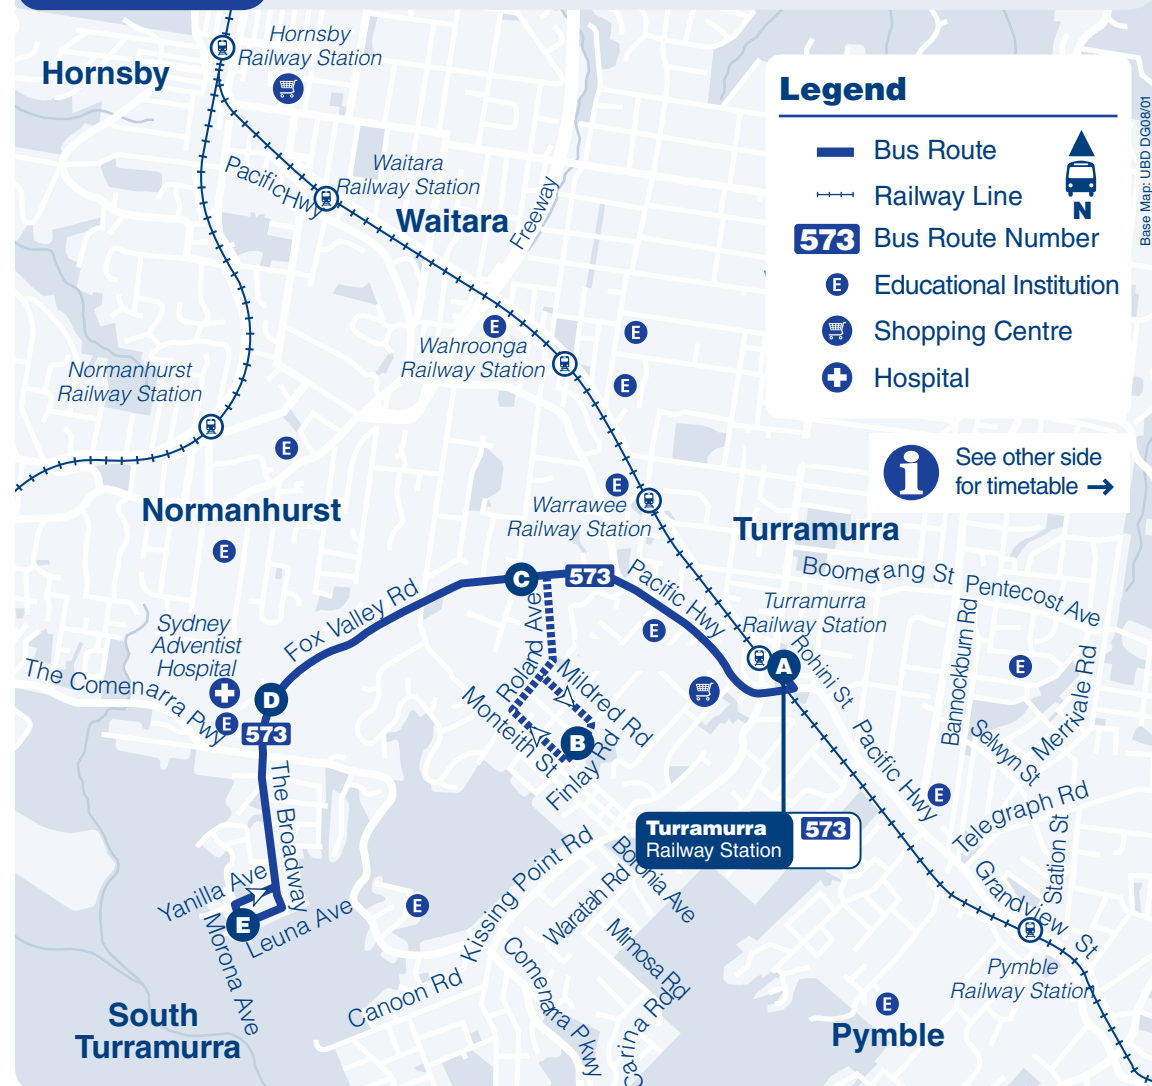 Hornsby
Railway Station
Hornsby
Legend
Bus Route
Railway Line
N
573
Bus Route Number
E
Educational Institution
Shopping Centre
Hospital
Base Map: UBD DG08/01
Waitara
Railway Station
Pacific Hwy
Waitara
Freeway
E
E
Wahroonga
Railway Station
E
Normanhurst
Railway Station
E
i
See other side
for timetable →
E
Warrawee
Railway Station
Normanhurst
Turramurra
E
Boomerang St
Pentecost Ave
C
573
Pacific Hwy
Turramurra
Railway Station
Fox Valley Rd
Roland Ave
E
A
Rohini St
Bannockburn Rd
E
Merrivale Rd
Sydney
Adventist
Hospital
The Comenarra Pwy
E
D
573
Mildred Rd
Monteith St
B
Finlay Rd
Pacific Hwy
Selwyn St
E
Telegraph Rd
Station St
The Broadway
Turramurra
Railway Station
573
Kissing Point Rd
Boronia Ave
Waratah Rd
Grandview St
Yanilla Ave
E
Leuna Ave
Morona Ave
E
Mimosa Rd
Canoon Rd
Comenarra Pkwy
Carina Rd
Pymble
Railway Station
E
Pymble
South
Turramurra